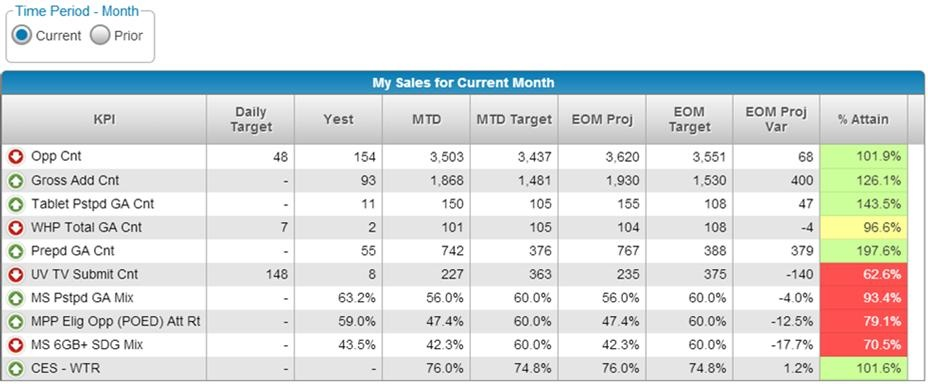 Time Period - Month
Current Prior
My Sales for Current Month
KPI Daily Target Yest MTD MTD Target EOM Proj EOM Target EOM Proj Var % Attain
Opp Cnt 48 154 3,503 3,437 3,620 3,551 68 101.9%
Gross Add Cnt - 93 1,868 1,481 1,930 1,530 400 126.1%
Tablet Pstpd GA Cnt - 11 150 105 155 108 47 143.5%
WHP Total GA Cnt 7 2 101 105 104 108 -4 96.6%
Prepd GA Cnt - 55 742 376 767 388 379 197.6%
UV TV Submit Cnt 148 8 227 363 235 375 -140 62.6%
MS Pstpd GA Mix - 63.2% 56.0% 60.0% 56.0% 60.0% -4.0% 93.4%
MPP Elig Opp (POED) Att Rt - 59.0% 47.4% 60.0% 47.4% 60.0% -12.5% 79.1%
MS 6GB+ SDG Mix - 43.5% 42.3% 60.0% 42.3% 60.0% -17.7% 70.5%
CES - WTR - - 76.0% 74.8% 76.0% 74.8% 1.2% 101.6%